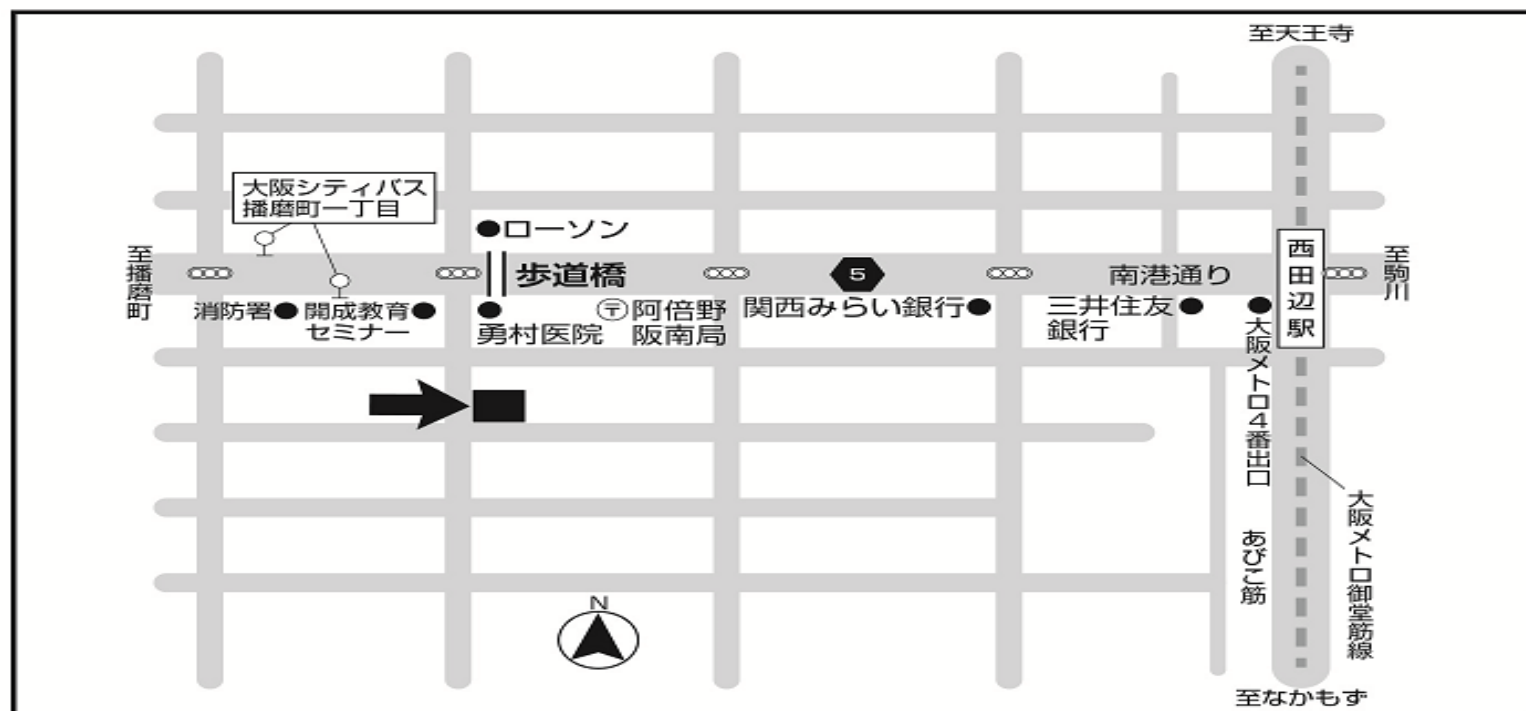 至天王寺
大阪シティバス
播磨町一丁目
ローソン
至播磨町
歩道橋
5
南港通り
西田辺駅
至駒川
消防署
開成教育
セミナー
勇村医院
〒阿倍野
阪南局
関西みらい銀行
三井住友
銀行
大阪メトロ4番出口
あびこ筋
大阪メトロ御堂筋線
N
至なかもず